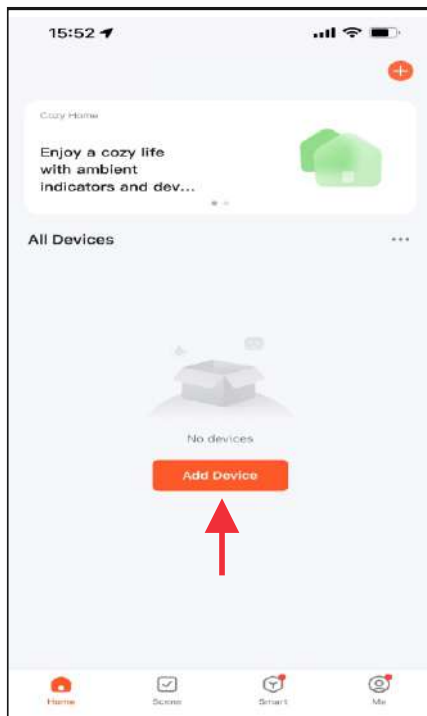 15:52
Cozy Home
Enjoy a cozy life
with ambient
indicators and dev...
All Devices
No devices
Add Device
Home
Scene
Smart
Me